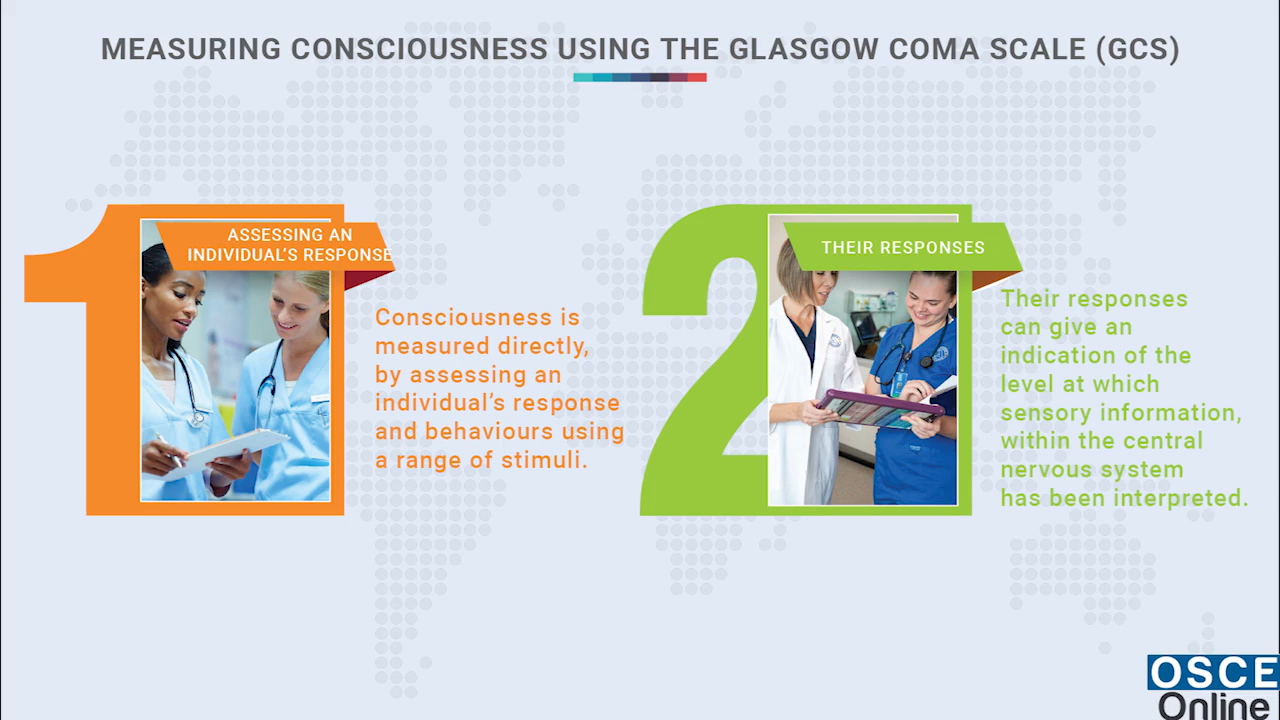 MEASURING CONSCIOUSNESS USING THE GLASGOW COMA SCALE (GCS)
ASSESSING AN
INDIVIDUAL'S RESPONSE
Consciousness is
measured directly,
by assessing an
individual's response
and behaviours using
a range of stimuli.
THEIR RESPONSES
Their responses
can give an
indication of the
level at which
sensory information,
within the central
nervous system
has been interpreted.
OSCE
Online